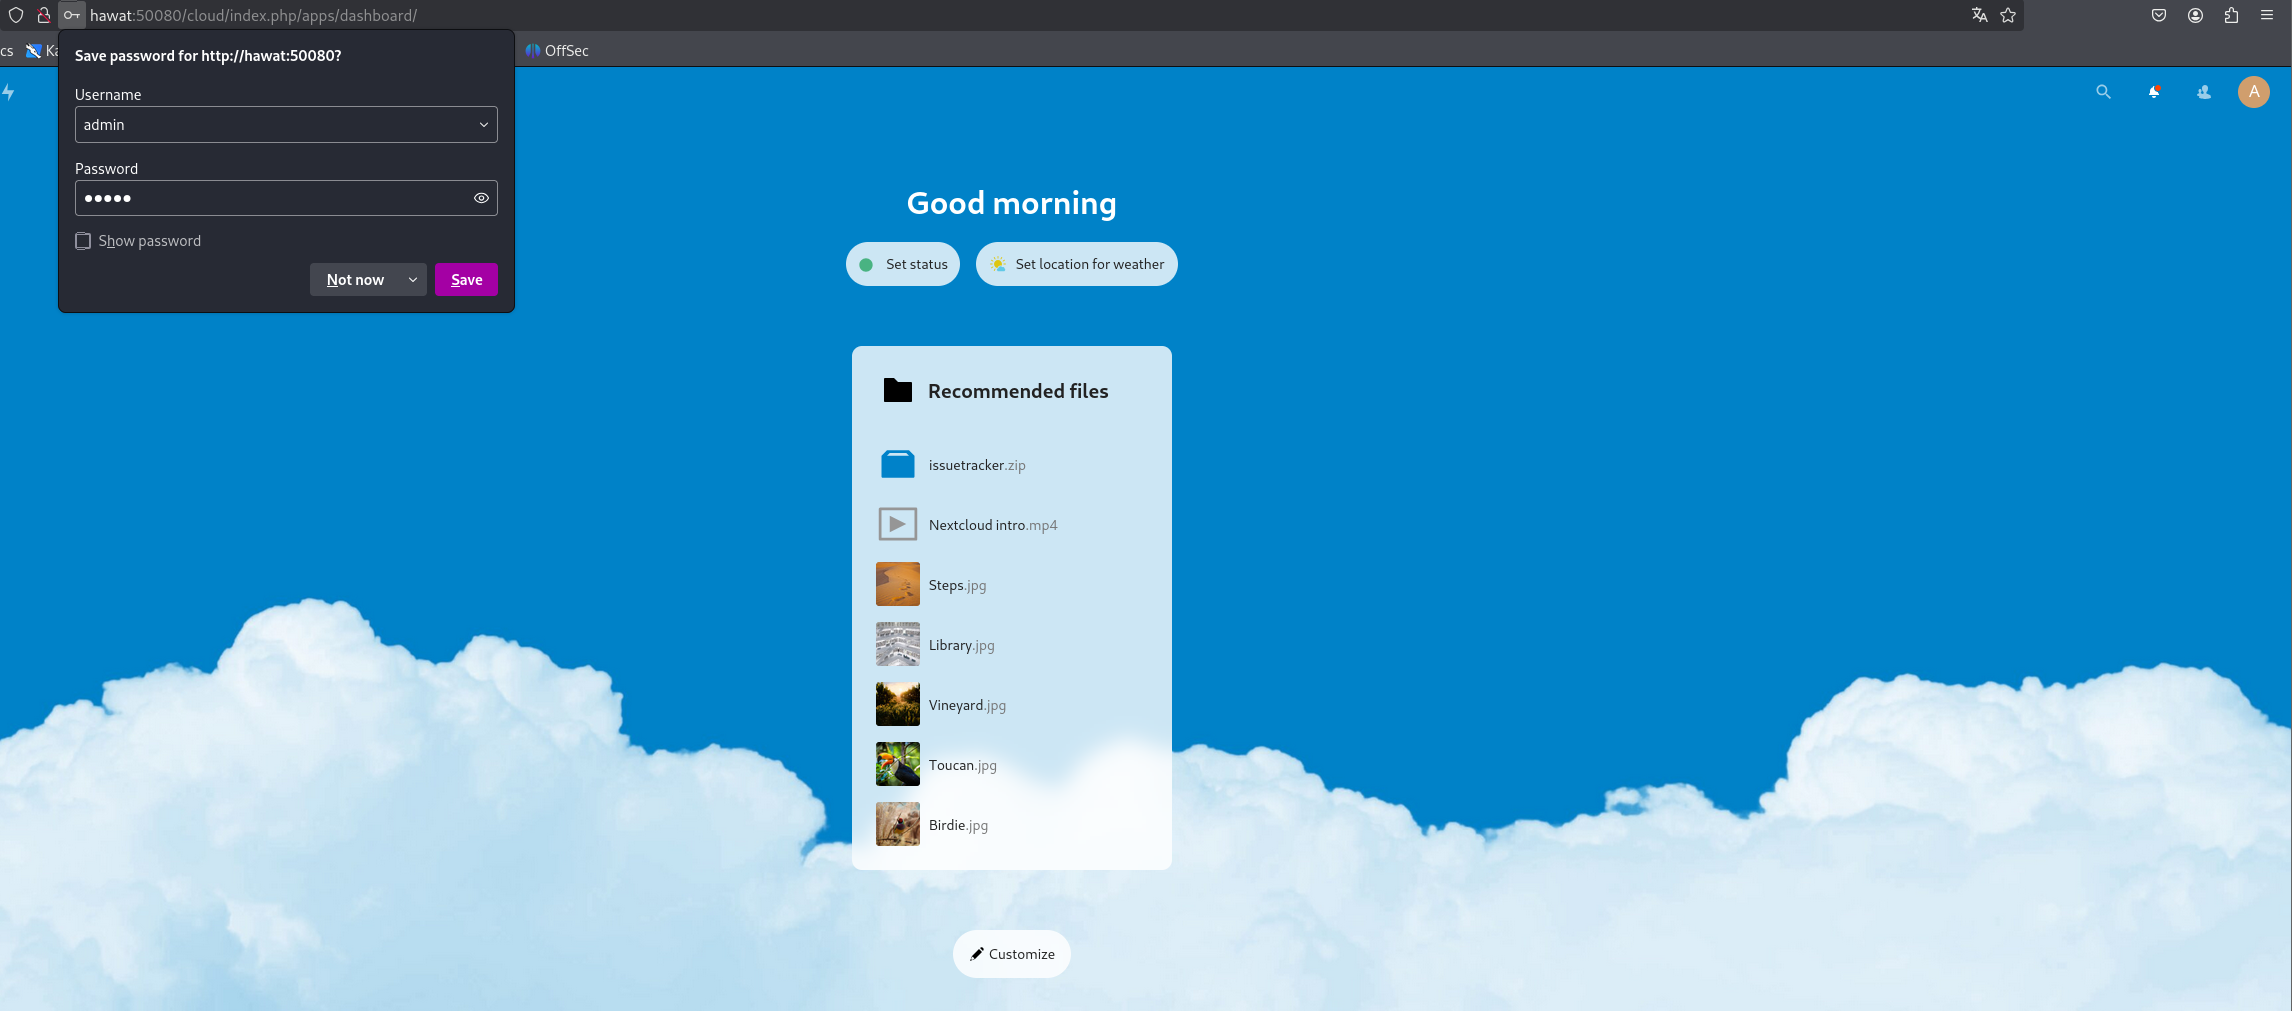 hawat:50080/cloud/index.php/apps/dashboard/
cs
Ka
OffSec
Save password for http://hawat:50080?
Username
admin
Password
●●●●●
Show password
Not now
Save
A
Good morning
Set status
Set location for weather
Recommended files
issuetracker.zip
Nextcloud intro.mp4
Steps.jpg
Library.jpg
Vineyard.jpg
Toucan.jpg
Birdie.jpg
Customize